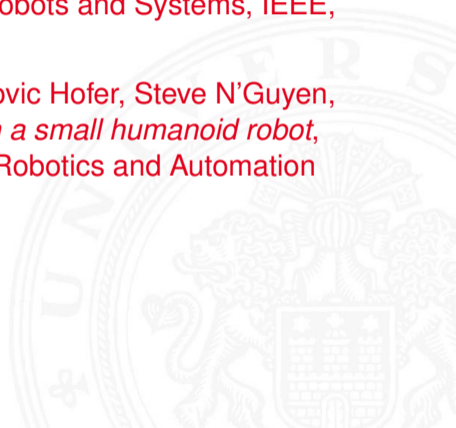 obots and Systems, IEEE,
ovic Hofer, Steve N'Guyen,
a small humanoid robot,
Robotics and Automation
U N   E R S